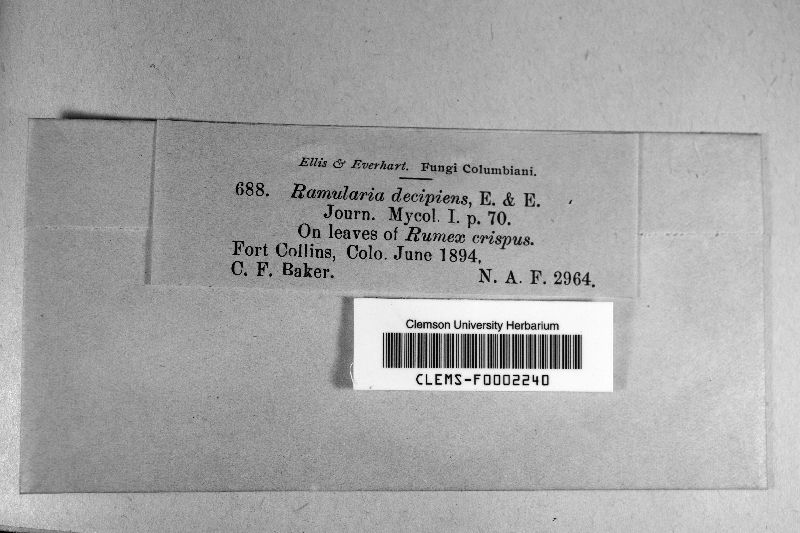 Ellis & Everhart. Fungi Columbiani.
688. Ramularia decipiens, E. & E.
Journ. Mycol. I. p. 70.
On leaves of Rumex crispus.
Fort Collins, Colo. June 1894.
C. F. Baker. N. A. F. 2964.
Clemson University Herbarium
CLEMS-F0002240